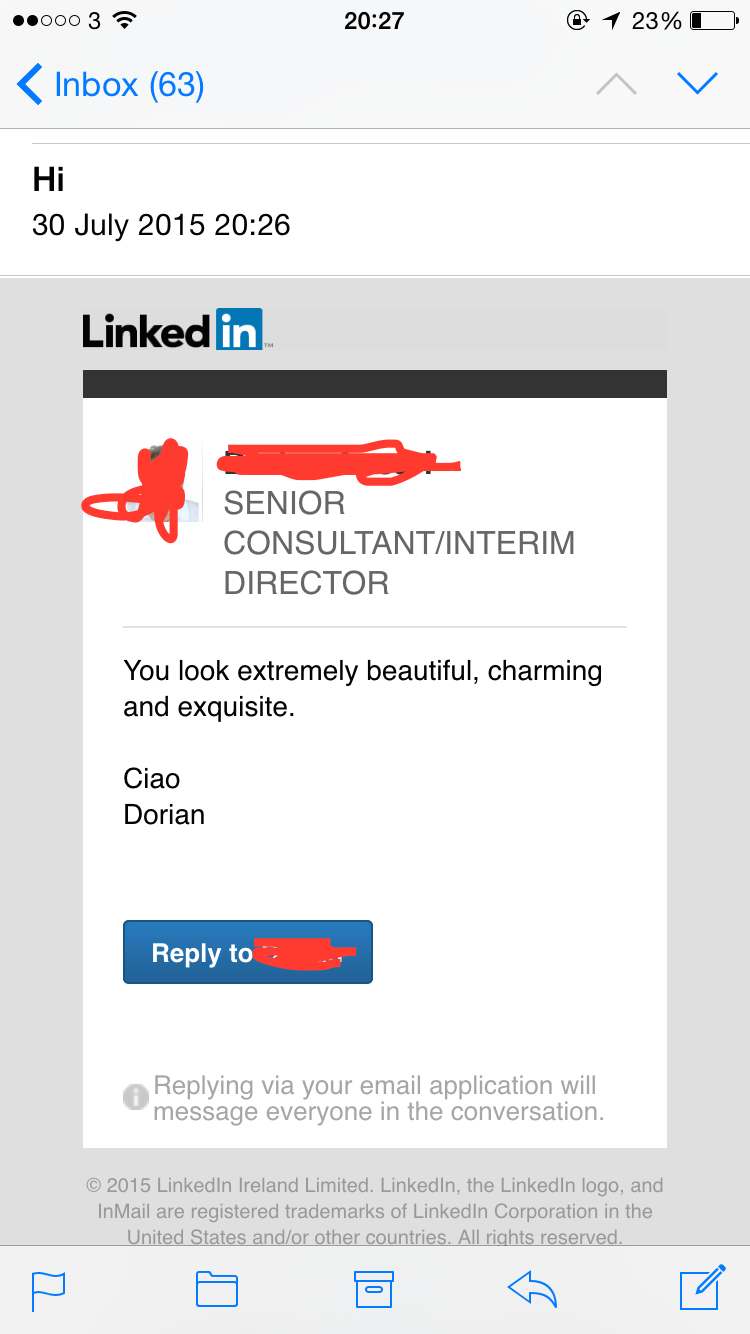 3 20:27 23%
Inbox (63)
Hi
30 July 2015 20:26
Linked in ™
SENIOR
CONSULTANT/INTERIM
DIRECTOR
You look extremely beautiful, charming
and exquisite.
Ciao
Dorian
Reply to
Replying via your email application will
message everyone in the conversation.
© 2015 LinkedIn Ireland Limited. LinkedIn, the LinkedIn logo, and
InMail are registered trademarks of LinkedIn Corporation in the
United States and/or other countries. All rights reserved.